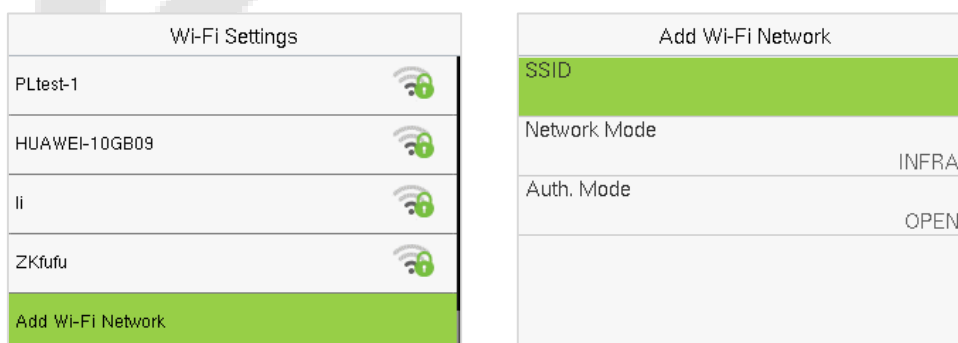 Wi-Fi Settings
PLtest-1
HUAWEI-10GB09
li
ZKfufu
Add Wi-Fi Network
Add Wi-Fi Network
SSID
Network Mode
INFRA
Auth. Mode
OPEN